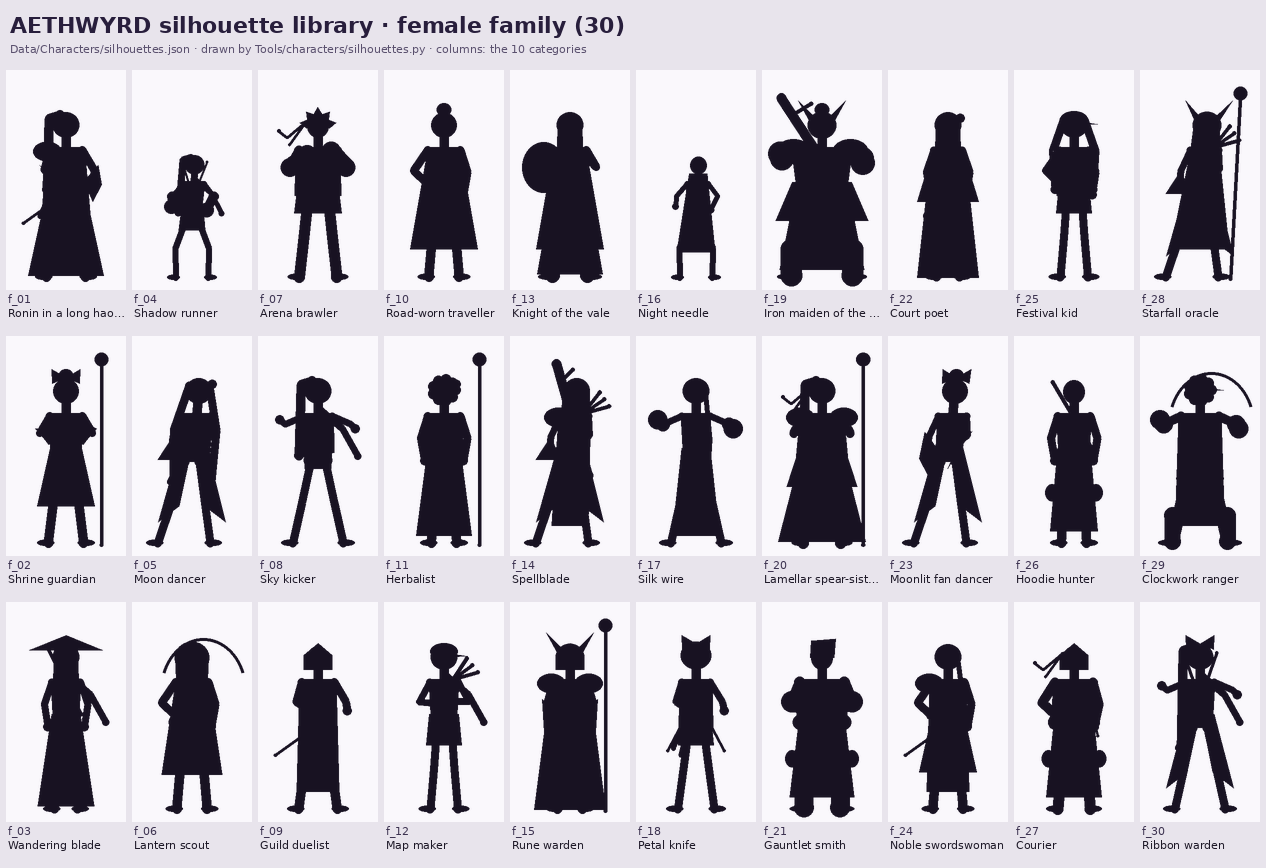 AETHWYRD silhouette library · female family (30)
Data/Characters/silhouettes.json · drawn by Tools/characters/silhouettes.py · columns: the 10 categories
f_01 f_04 f_07 f_10 f_13 f_16 f_19 f_22 f_25 f_28
Ronin in a long hao... Shadow runner Arena brawler Road-worn traveller Knight of the vale Night needle Iron maiden of the ... Court poet Festival kid Starfall oracle
f_02 f_05 f_08 f_11 f_14 f_17 f_20 f_23 f_26 f_29
Shrine guardian Moon dancer Sky kicker Herbalist Spellblade Silk wire Lamellar spear-sist... Moonlit fan dancer Hoodie hunter Clockwork ranger
f_03 f_06 f_09 f_12 f_15 f_18 f_21 f_24 f_27 f_30
Wandering blade Lantern scout Guild duelist Map maker Rune warden Petal knife Gauntlet smith Noble swordswoman Courier Ribbon warden